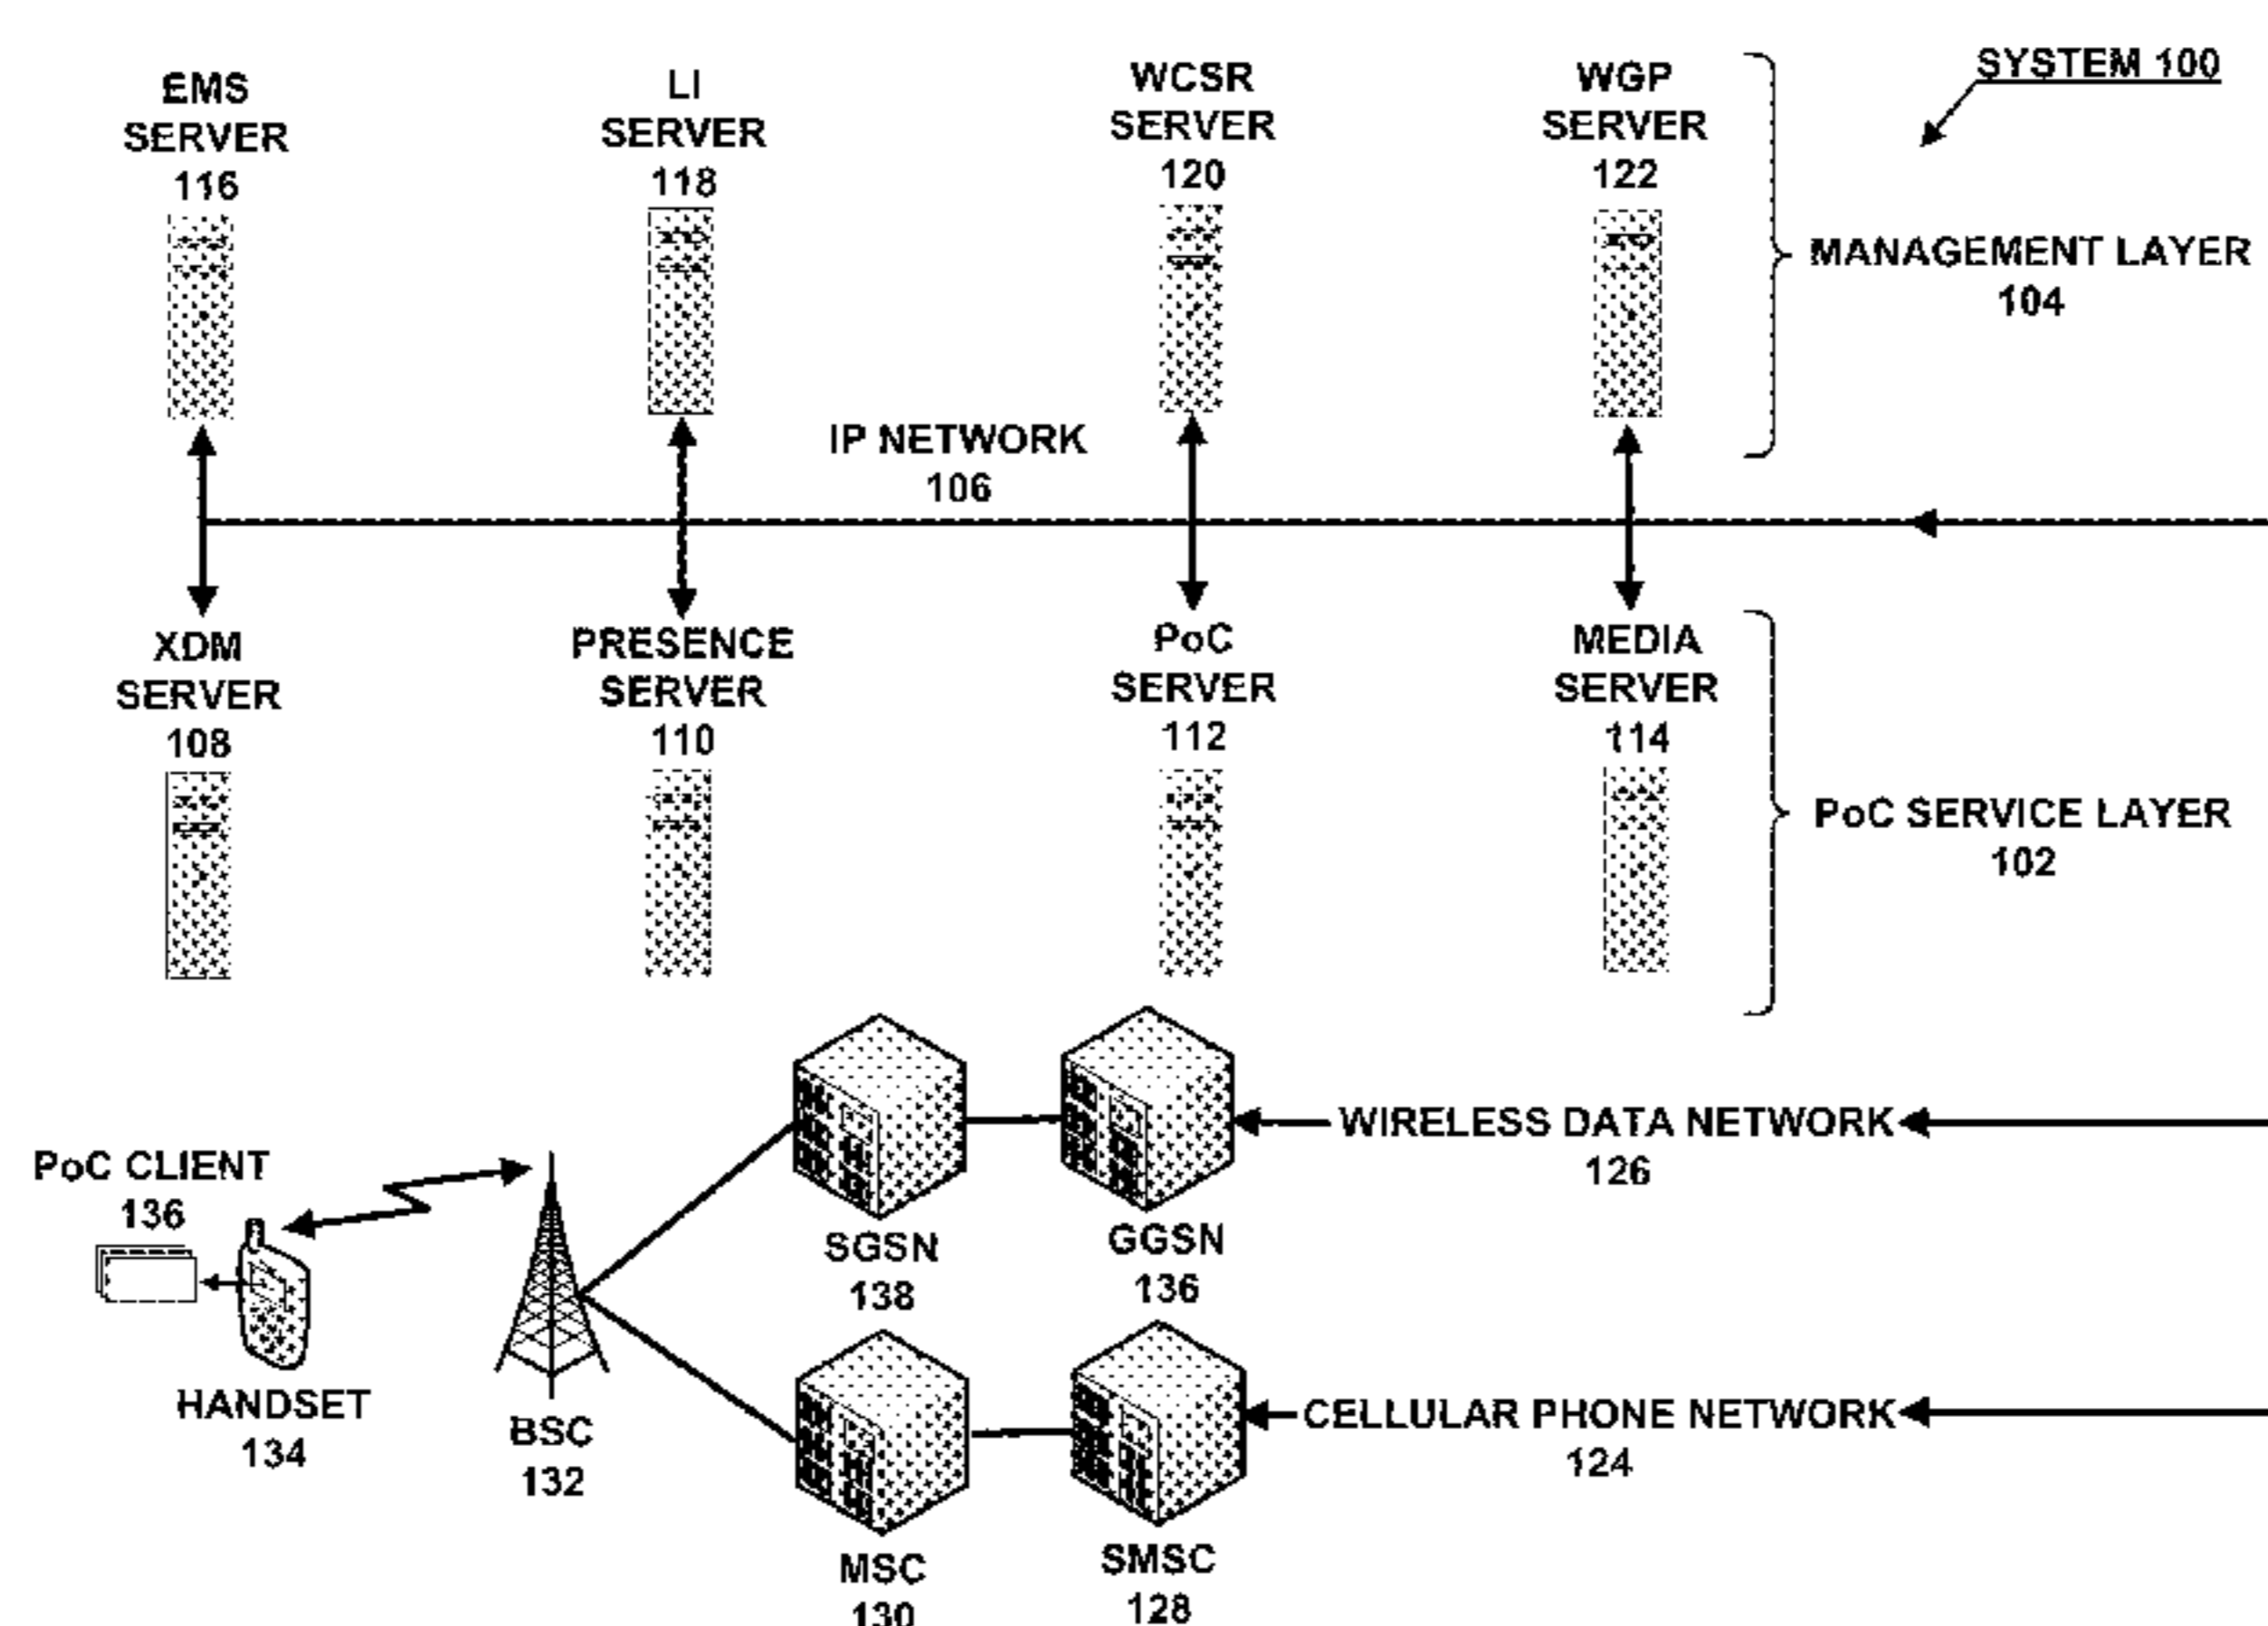 SYSTEM 100
EMS
SERVER
116
LI
SERVER
118
WCSR
SERVER
120
WGP
SERVER
122
MANAGEMENT LAYER
104
IP NETWORK
106
XDM
SERVER
108
PRESENCE
SERVER
110
PoC
SERVER
112
MEDIA
SERVER
114
PoC SERVICE LAYER
102
WIRELESS DATA NETWORK
126
PoC CLIENT
136
SGSN
138
GGSN
136
HANDSET
134
BSC
132
CELLULAR PHONE NETWORK
124
MSC
130
SMSC
128